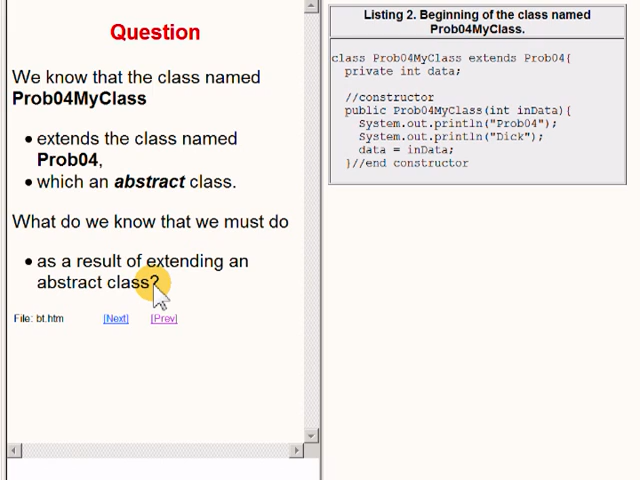 Question
We know that the class named
Prob04MyClass
extends the class named
Prob04,
which an abstract class.
What do we know that we must do
as a result of extending an
abstract class?
File: bt.htm [Next] [Prev]
Listing 2. Beginning of the class named
Prob04MyClass.
class Prob04MyClass extends Prob04{
private int data;
//constructor
public Prob04MyClass(int inData){
System.out.println("Prob04");
System.out.println("Dick");
data = inData;
}//end constructor